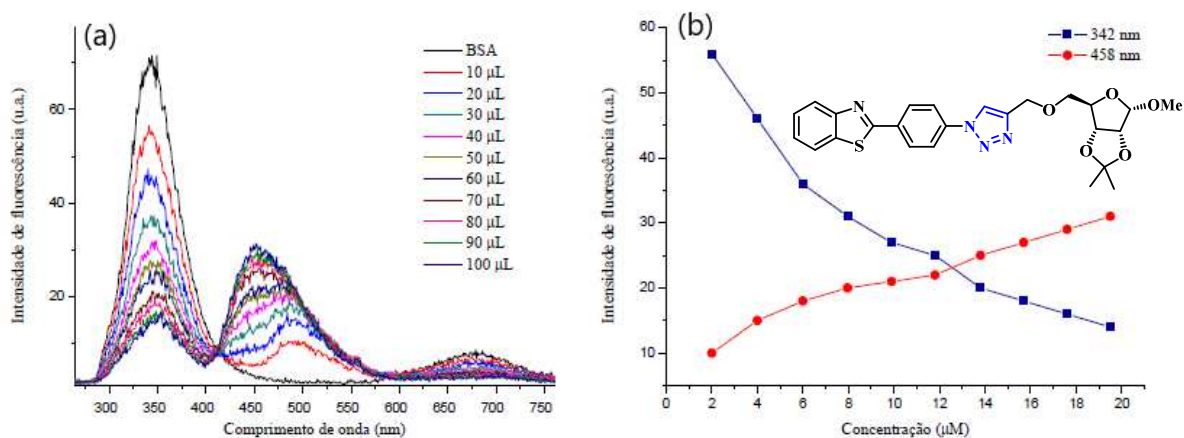 (a)
Intensidade de fluorescência (u.a.)
60
40
20
300
350
400
450
500
550
600
650
700
750
Comprimento de onda (nm)
BSA
10 μL
20 μL
30 μL
40 μL
50 μL
60 μL
70 μL
80 μL
90 μL
100 μL
(b)
Intensidade de fluorescência (u.a.)
60
50
40
30
20
10
0
2
4
6
8
10
12
14
16
18
20
Concentração (μM)
342 nm
458 nm
N
S
N
N
N
O
O
OMe
O
O